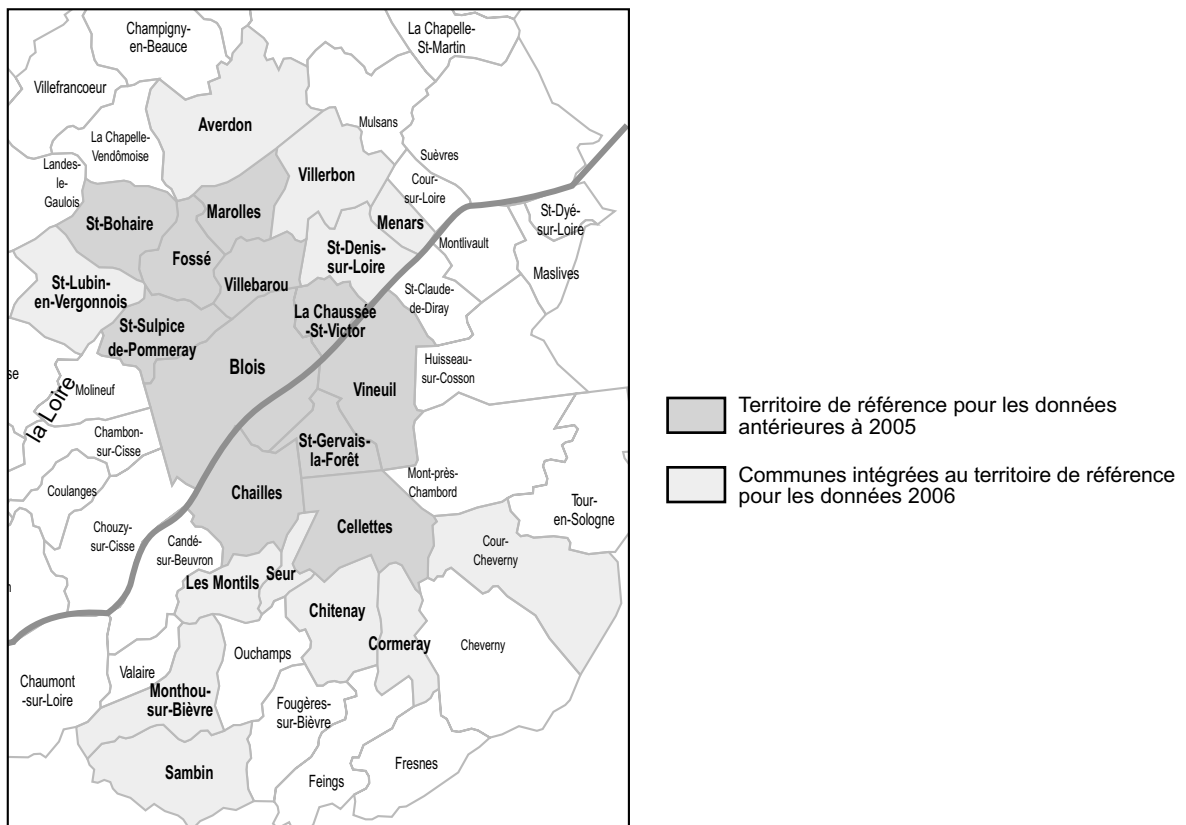 Champigny-
en-Beauce
La Chapelle-
St-Martin
Villefrancoeur
Averdon
Mulsans
La Chapelle-
Vendômoise
Landes-
le-
Gaulois
Villerbon
Suèvres
Cour-
sur-Loire
Marolles
St-Bohaire
Menars
St-Dyé-
sur-Loire
Fossé
St-Denis-
sur-Loire
Montlivault
Maslives
St-Lubin-
en-Vergonnois
Villebarou
St-Claude-
de-Diray
La Chaussée
-St-Victor
St-Sulpice
de-Pommeray
Blois
Huisseau-
sur-Cosson
se
Molineuf
la Loire
Vineuil
Chambon-
sur-Cisse
St-Gervais-
la-Forêt
Coulanges
Mont-près-
Chambord
Chailles
Tour-
en-Sologne
Chouzy-
sur-Cisse
Candé-
sur-Beuvron
Cellettes
Cour-
Cheverny
Les Montils
Seur
n
Chitenay
Cormeray
Cheverny
Ouchamps
Valaire
Chaumont
-sur-Loire
Monthou-
sur-Bièvre
Fougères-
sur-Bièvre
Sambin
Feings
Fresnes
Territoire de référence pour les données
antérieures à 2005
Communes intégrées au territoire de référence
pour les données 2006